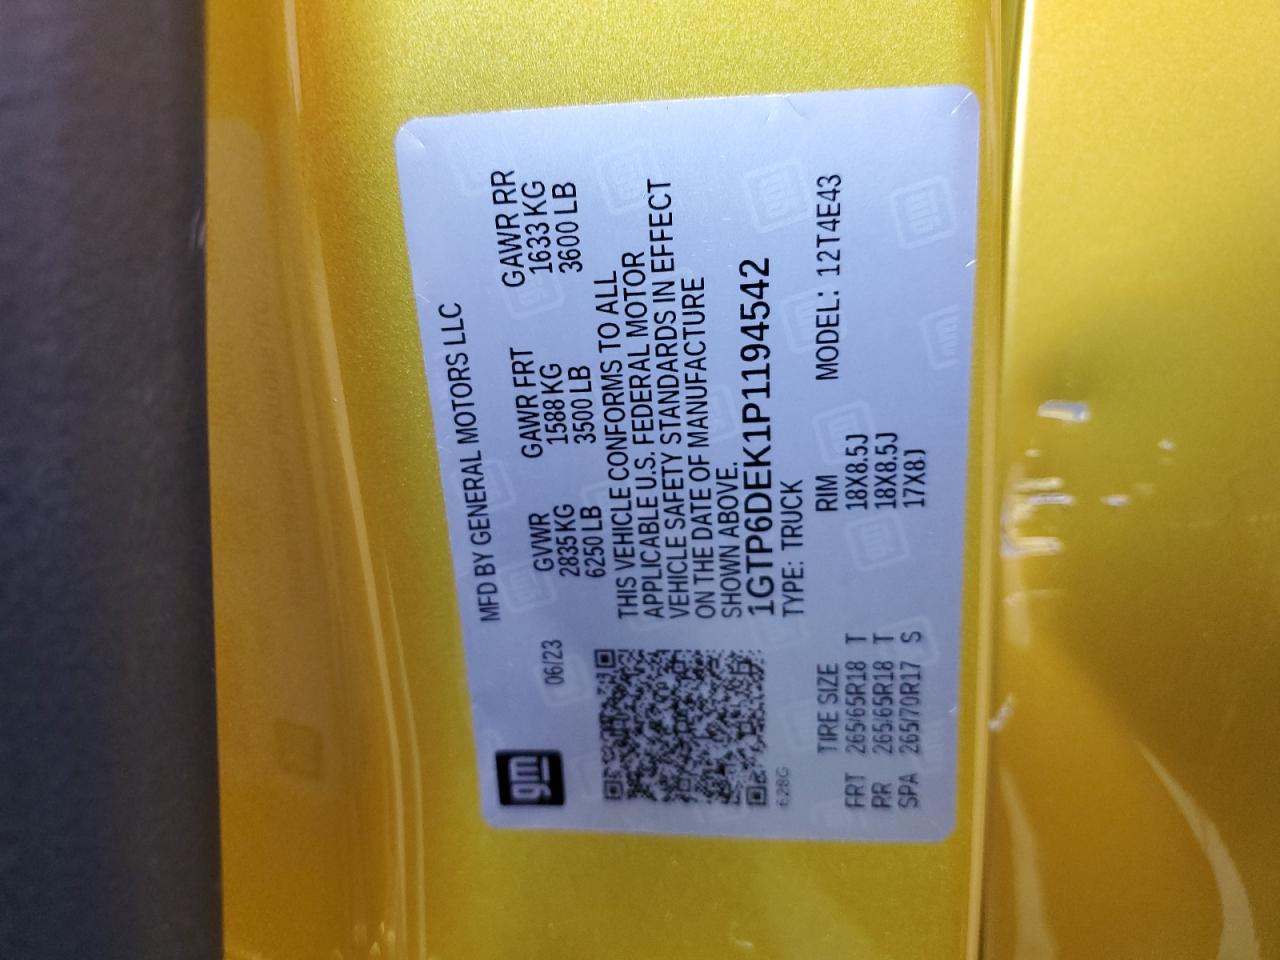 gm
06/23
MFD BY GENERAL MOTORS LLC
GVWR GAWR FRT GAWR RR
2835 KG 1588 KG 1633 KG
6250 LB 3500 LB 3600 LB
THIS VEHICLE CONFORMS TO ALL
APPLICABLE U.S. FEDERAL MOTOR
VEHICLE SAFETY STANDARDS IN EFFECT
ON THE DATE OF MANUFACTURE
SHOWN ABOVE.
1GTP6DEK1P1194542
TYPE: TRUCK
628G
TIRE SIZE RIM MODEL: 12T4E43
FRT 265/65R18 T 18X8.5J
RR 265/65R18 T 18X8.5J
SPA 265/70R17 S 17X8J